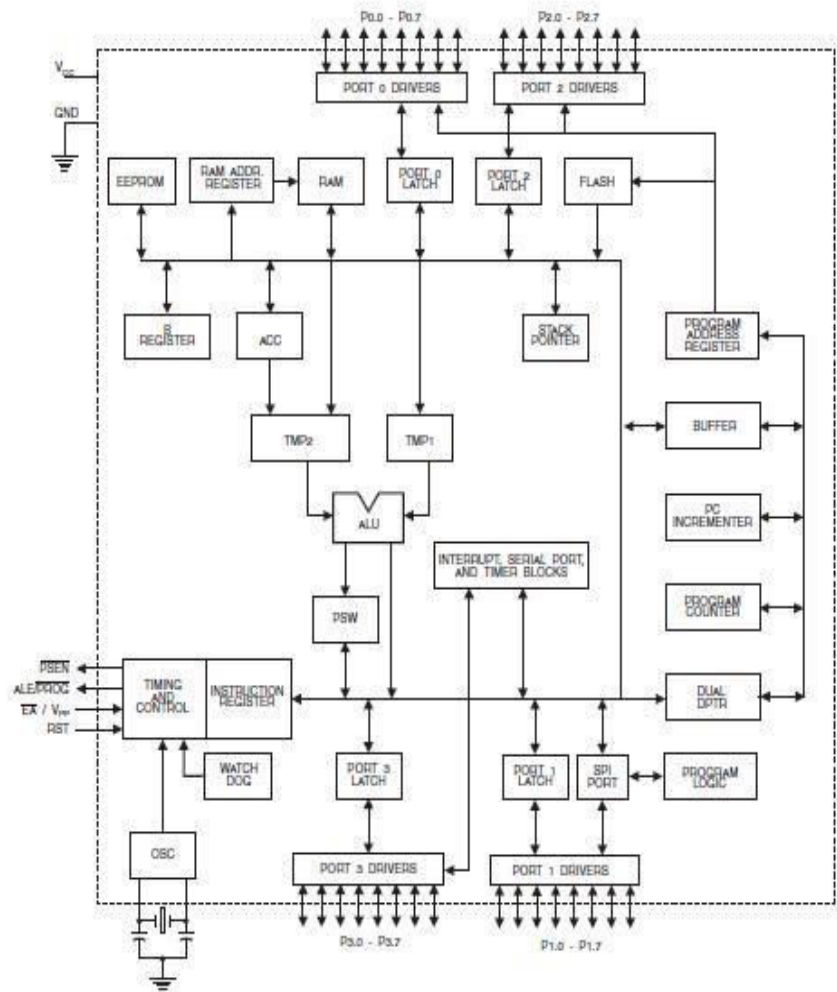 P0.0 - P0.7
P2.0 - P2.7
VCC
PORT 0 DRIVERS
PORT 2 DRIVERS
GND
EEPROM
RAM ADDR.
REGISTER
RAM
PORT 0
LATCH
PORT 2
LATCH
FLASH
B
REGISTER
ACC
STACK
POINTER
PROGRAM
ADDRESS
REGISTER
TMP2
TMP1
BUFFER
ALU
PC
INCREMENTER
INTERRUPT, SERIAL PORT,
AND TIMER BLOCKS
PSW
PROGRAM
COUNTER
PSEN
ALE/PROG
EA / VPP
RST
TIMING
AND
CONTROL
INSTRUCTION
REGISTER
DUAL
DPTR
WATCH
DOG
PORT 3
LATCH
PORT 1
LATCH
SPI
PORT
PROGRAM
LOGIC
OSC
PORT 3 DRIVERS
PORT 1 DRIVERS
P3.0 - P3.7
P1.0 - P1.7